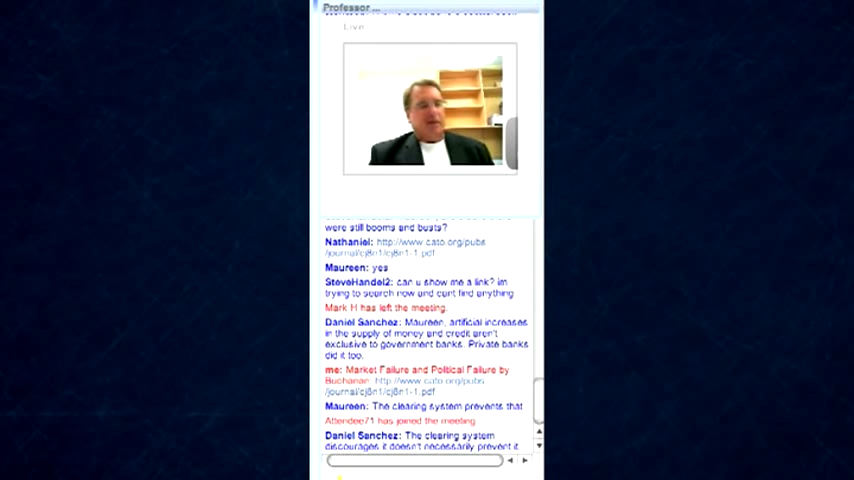 Professor ...
Live
were still booms and busts?
Nathaniel: http://www.cato.org/pubs
/journal/cj8n1/cj8n1-1.pdf
Maureen: yes
SteveHandel2: can u show me a link? im
trying to search now and cant find anything
Mark H has left the meeting.
Daniel Sanchez: Maureen, artificial increases
in the supply of money and credit aren't
exclusive to government banks. Private banks
did it too.
me: Market Failure and Political Failure by
Buchanan: http://www.cato.org/pubs
/journal/cj8n1/cj8n1-1.pdf
Maureen: The clearing system prevents that
Attendee71 has joined the meeting
Daniel Sanchez: The clearing system
discourages it doesn't necessarily prevent it